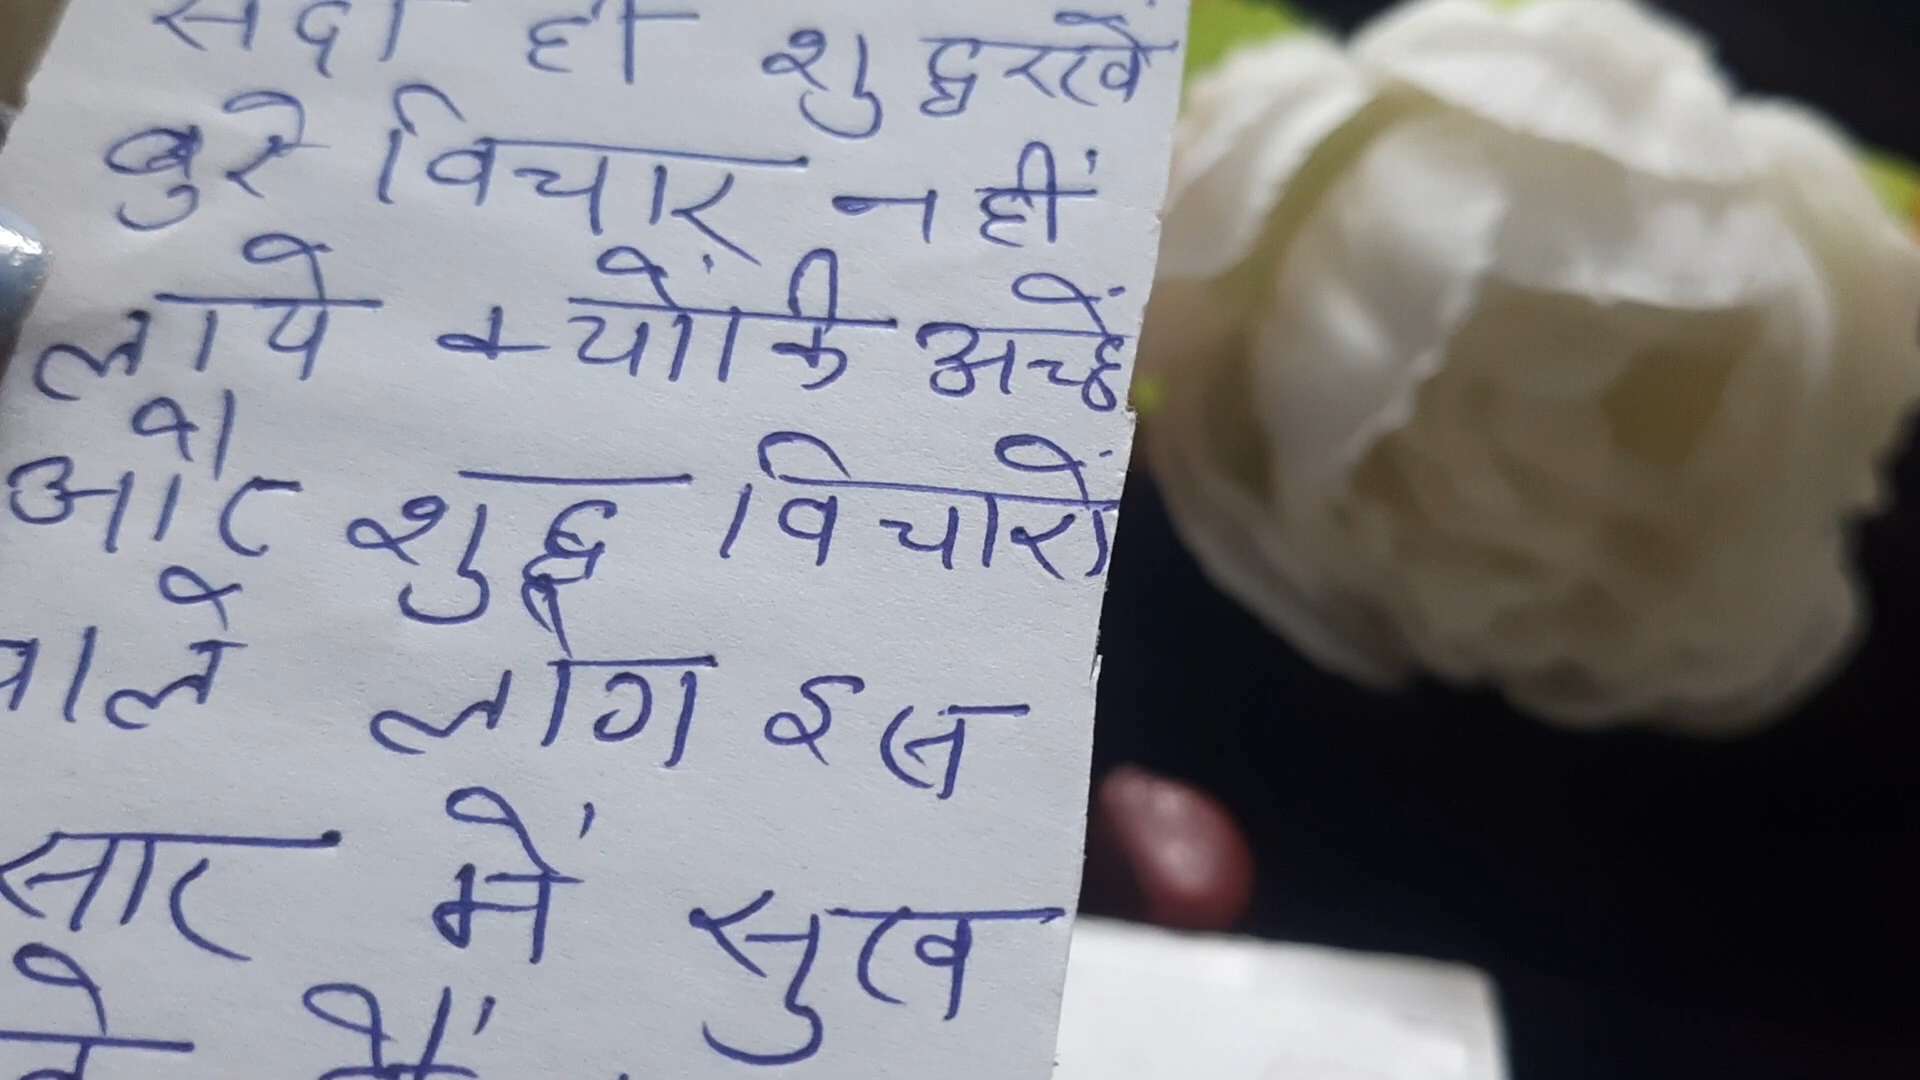 सदा ही शुद्ध रखें
बुरे विचार नहीं
लाये क्योंकि अच्छें
और शुद्ध विचारों
वाले लोग इस
सार में सुख